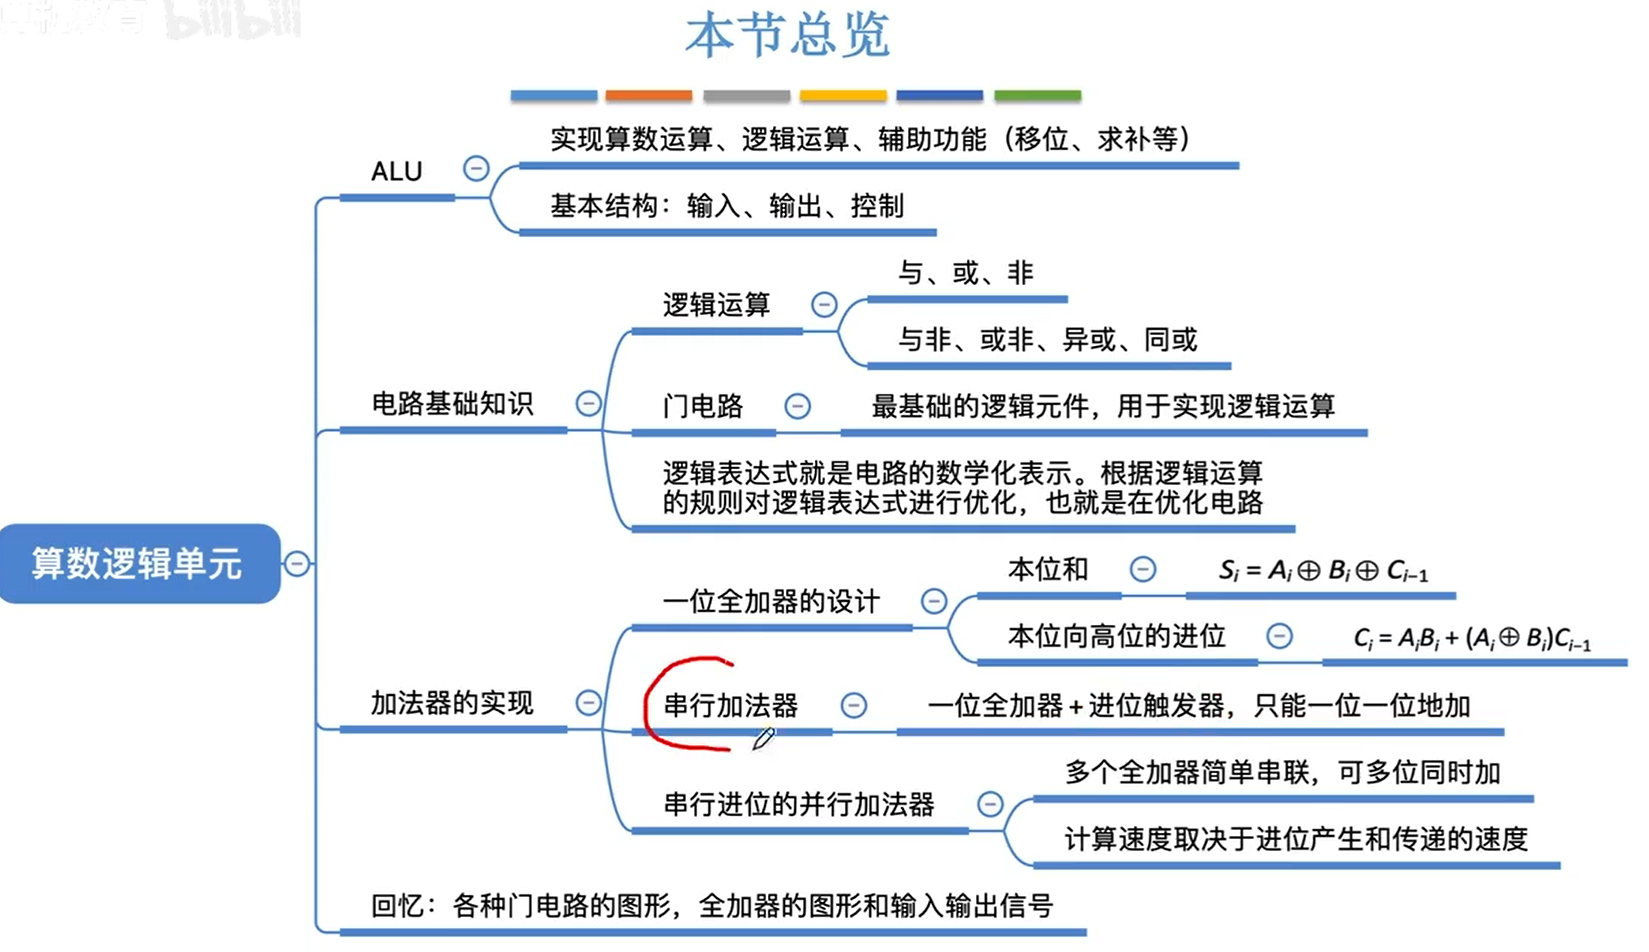 本节总览
ALU
实现算数运算、逻辑运算、辅助功能（移位、求补等）
基本结构：输入、输出、控制
电路基础知识
逻辑运算
与、或、非
与非、或非、异或、同或
门电路
最基础的逻辑元件，用于实现逻辑运算
逻辑表达式就是电路的数学化表示。根据逻辑运算
的规则对逻辑表达式进行优化，也就是在优化电路
算数逻辑单元
加法器的实现
一位全加器的设计
本位和
Sᵢ = Aᵢ⊕ Bᵢ⊕ Cᵢ₋₁
本位向高位的进位
Cᵢ = AᵢBᵢ + (Aᵢ⊕ Bᵢ)Cᵢ₋₁
串行加法器
一位全加器 + 进位触发器，只能一位一位地加
串行进位的并行加法器
多个全加器简单串联，可多位同时加
计算速度取决于进位产生和传递的速度
回忆：各种门电路的图形，全加器的图形和输入输出信号
bilibili